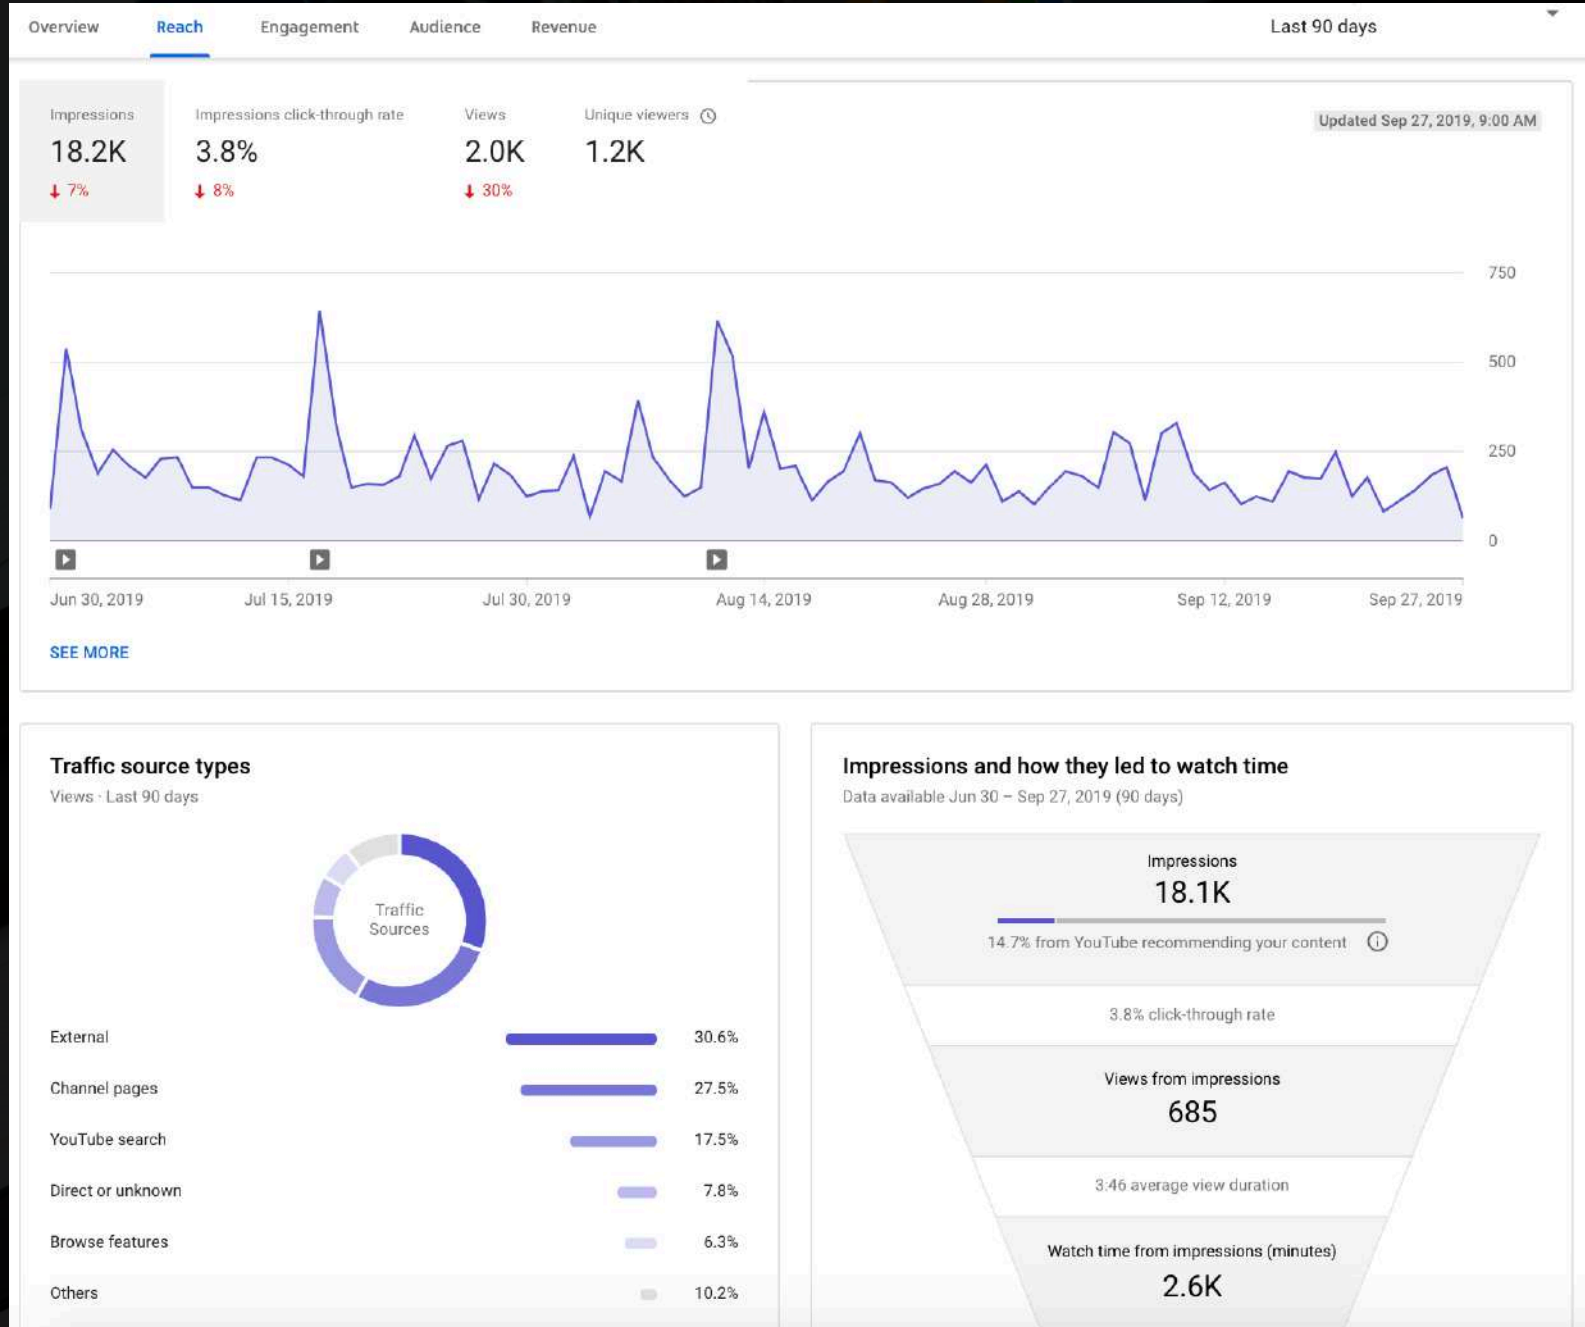 Overview Reach Engagement Audience Revenue Last 90 days
Impressions Impressions click-through rate Views Unique viewers
Updated Sep 27, 2019, 9:00 AM
18.2K 3.8% 2.0K 1.2K
7% 8% 30%
750
500
250
0
Jun 30, 2019 Jul 15, 2019 Jul 30, 2019 Aug 14, 2019 Aug 28, 2019 Sep 12, 2019 Sep 27, 2019
SEE MORE
Traffic source types
Views · Last 90 days
Traffic
Sources
External 30.6%
Channel pages 27.5%
YouTube search 17.5%
Direct or unknown 7.8%
Browse features 6.3%
Others 10.2%
Impressions and how they led to watch time
Data available Jun 30 – Sep 27, 2019 (90 days)
Impressions
18.1K
14.7% from YouTube recommending your content
3.8% click-through rate
Views from impressions
685
3:46 average view duration
Watch time from impressions (minutes)
2.6K